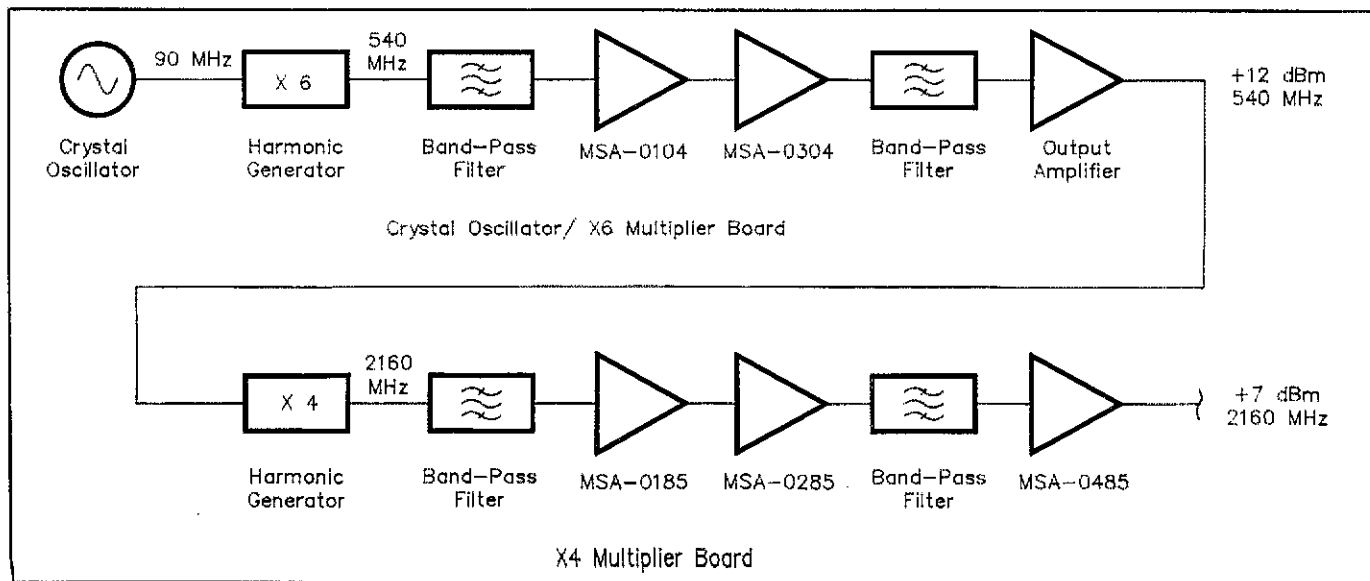 90 MHz
540
MHz
X 6
+12 dBm
540 MHz
Crystal
Oscillator
Harmonic
Generator
Band-Pass
Filter
MSA-0104
MSA-0304
Band-Pass
Filter
Output
Amplifier
Crystal Oscillator/ X6 Multiplier Board
2160
MHz
X 4
+7 dBm
2160 MHz
Harmonic
Generator
Band-Pass
Filter
MSA-0185
MSA-0285
Band-Pass
Filter
MSA-0485
X4 Multiplier Board